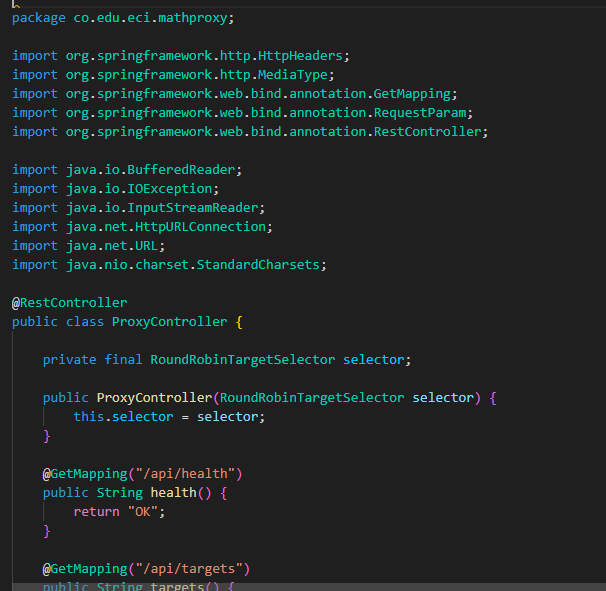 package co.edu.eci.mathproxy;
import org.springframework.http.HttpHeaders;
import org.springframework.http.MediaType;
import org.springframework.web.bind.annotation.GetMapping;
import org.springframework.web.bind.annotation.RequestParam;
import org.springframework.web.bind.annotation.RestController;
import java.io.BufferedReader;
import java.io.IOException;
import java.io.InputStreamReader;
import java.net.HttpURLConnection;
import java.net.URL;
import java.nio.charset.StandardCharsets;
@RestController
public class ProxyController {
private final RoundRobinTargetSelector selector;
public ProxyController(RoundRobinTargetSelector selector) {
this.selector = selector;
}
@GetMapping("/api/health")
public String health() {
return "OK";
}
@GetMapping("/api/targets")
public String targets() {